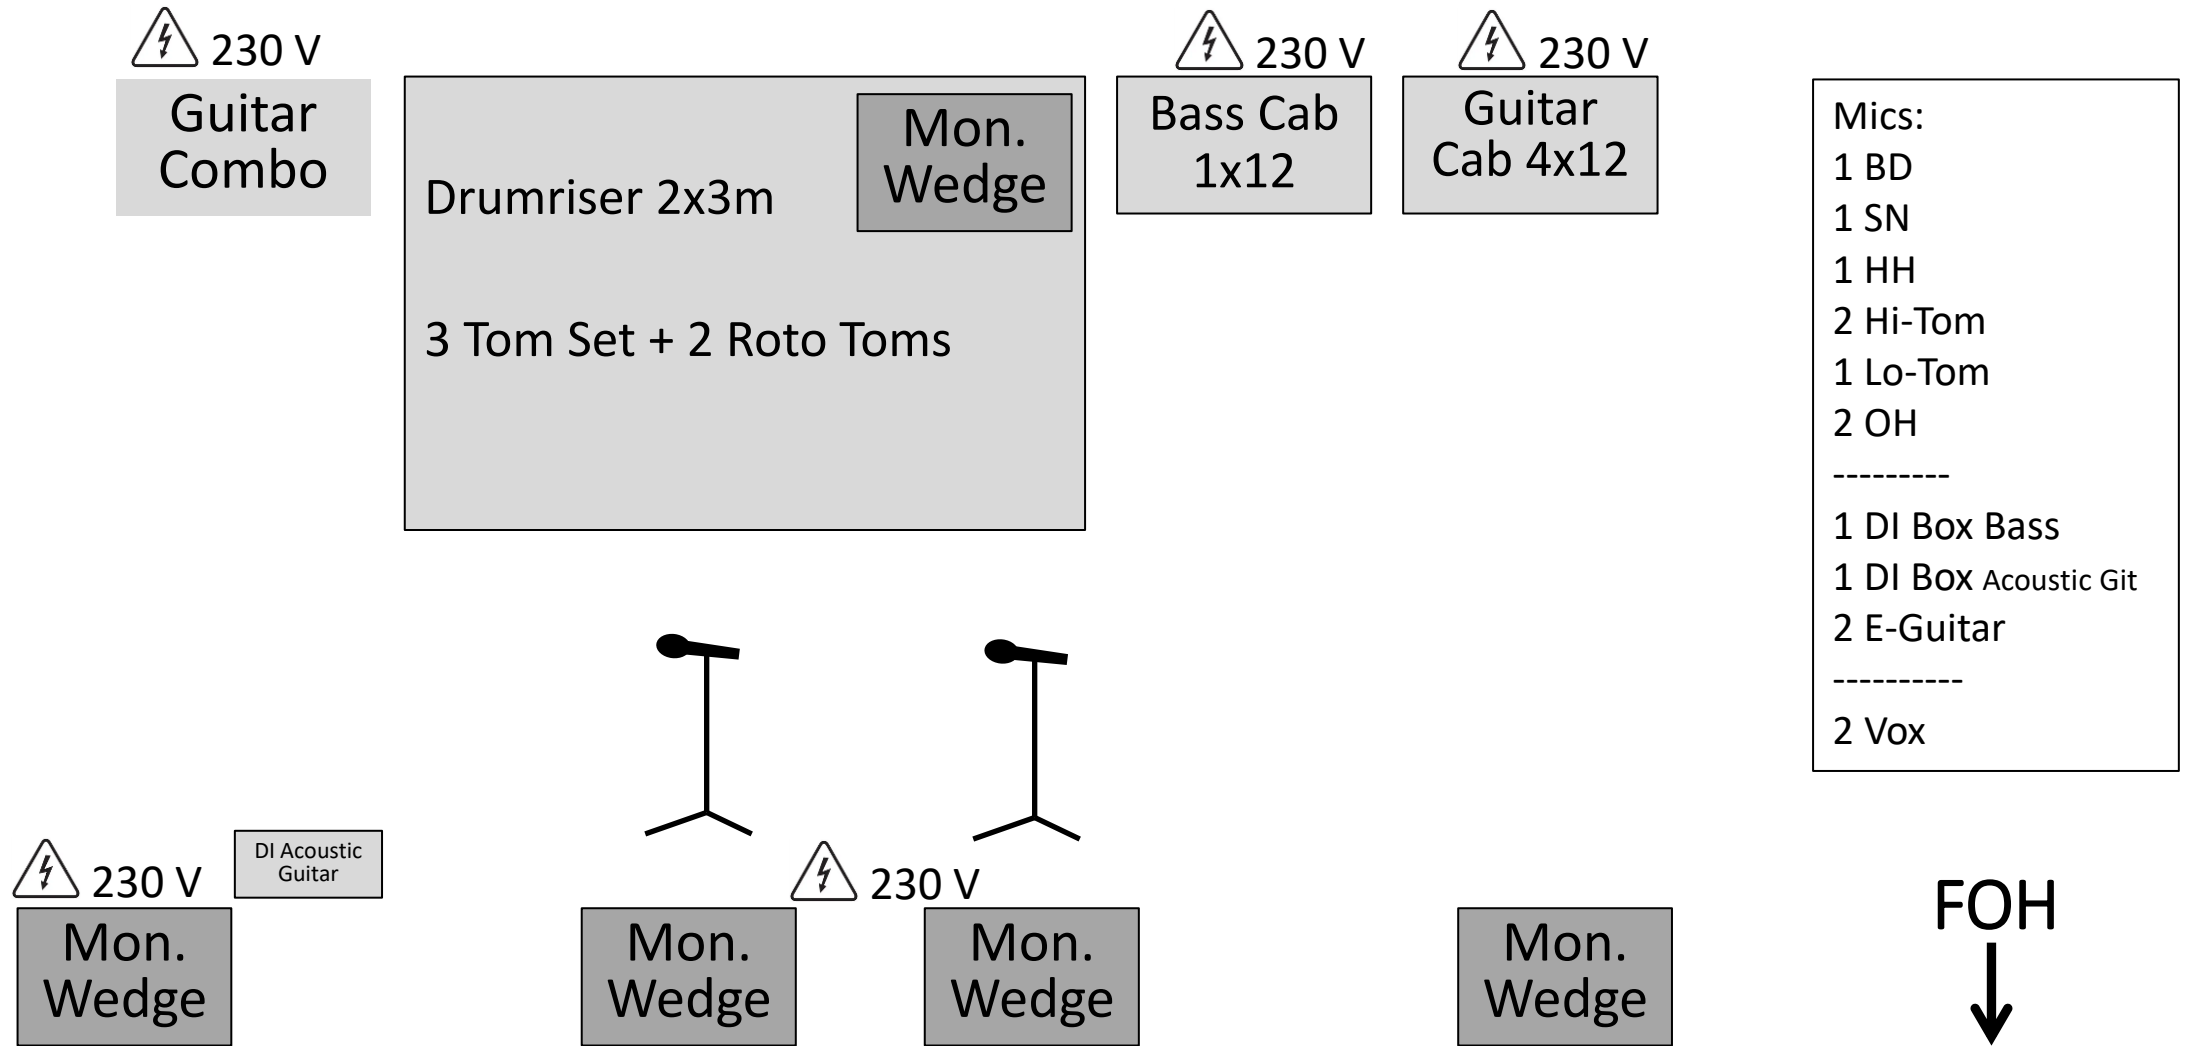 230 V
Guitar
Combo
Drumriser 2x3m
3 Tom Set + 2 Roto Toms
Mon.
Wedge
230 V
Bass Cab
1x12
230 V
Guitar
Cab 4x12
Mics:
1 BD
1 SN
1 HH
2 Hi-Tom
1 Lo-Tom
2 OH
---------
1 DI Box Bass
1 DI Box Acoustic Git
2 E-Guitar
----------
2 Vox
230 V
DI Acoustic
Guitar
Mon.
Wedge
Mon.
Wedge
230 V
Mon.
Wedge
Mon.
Wedge
FOH